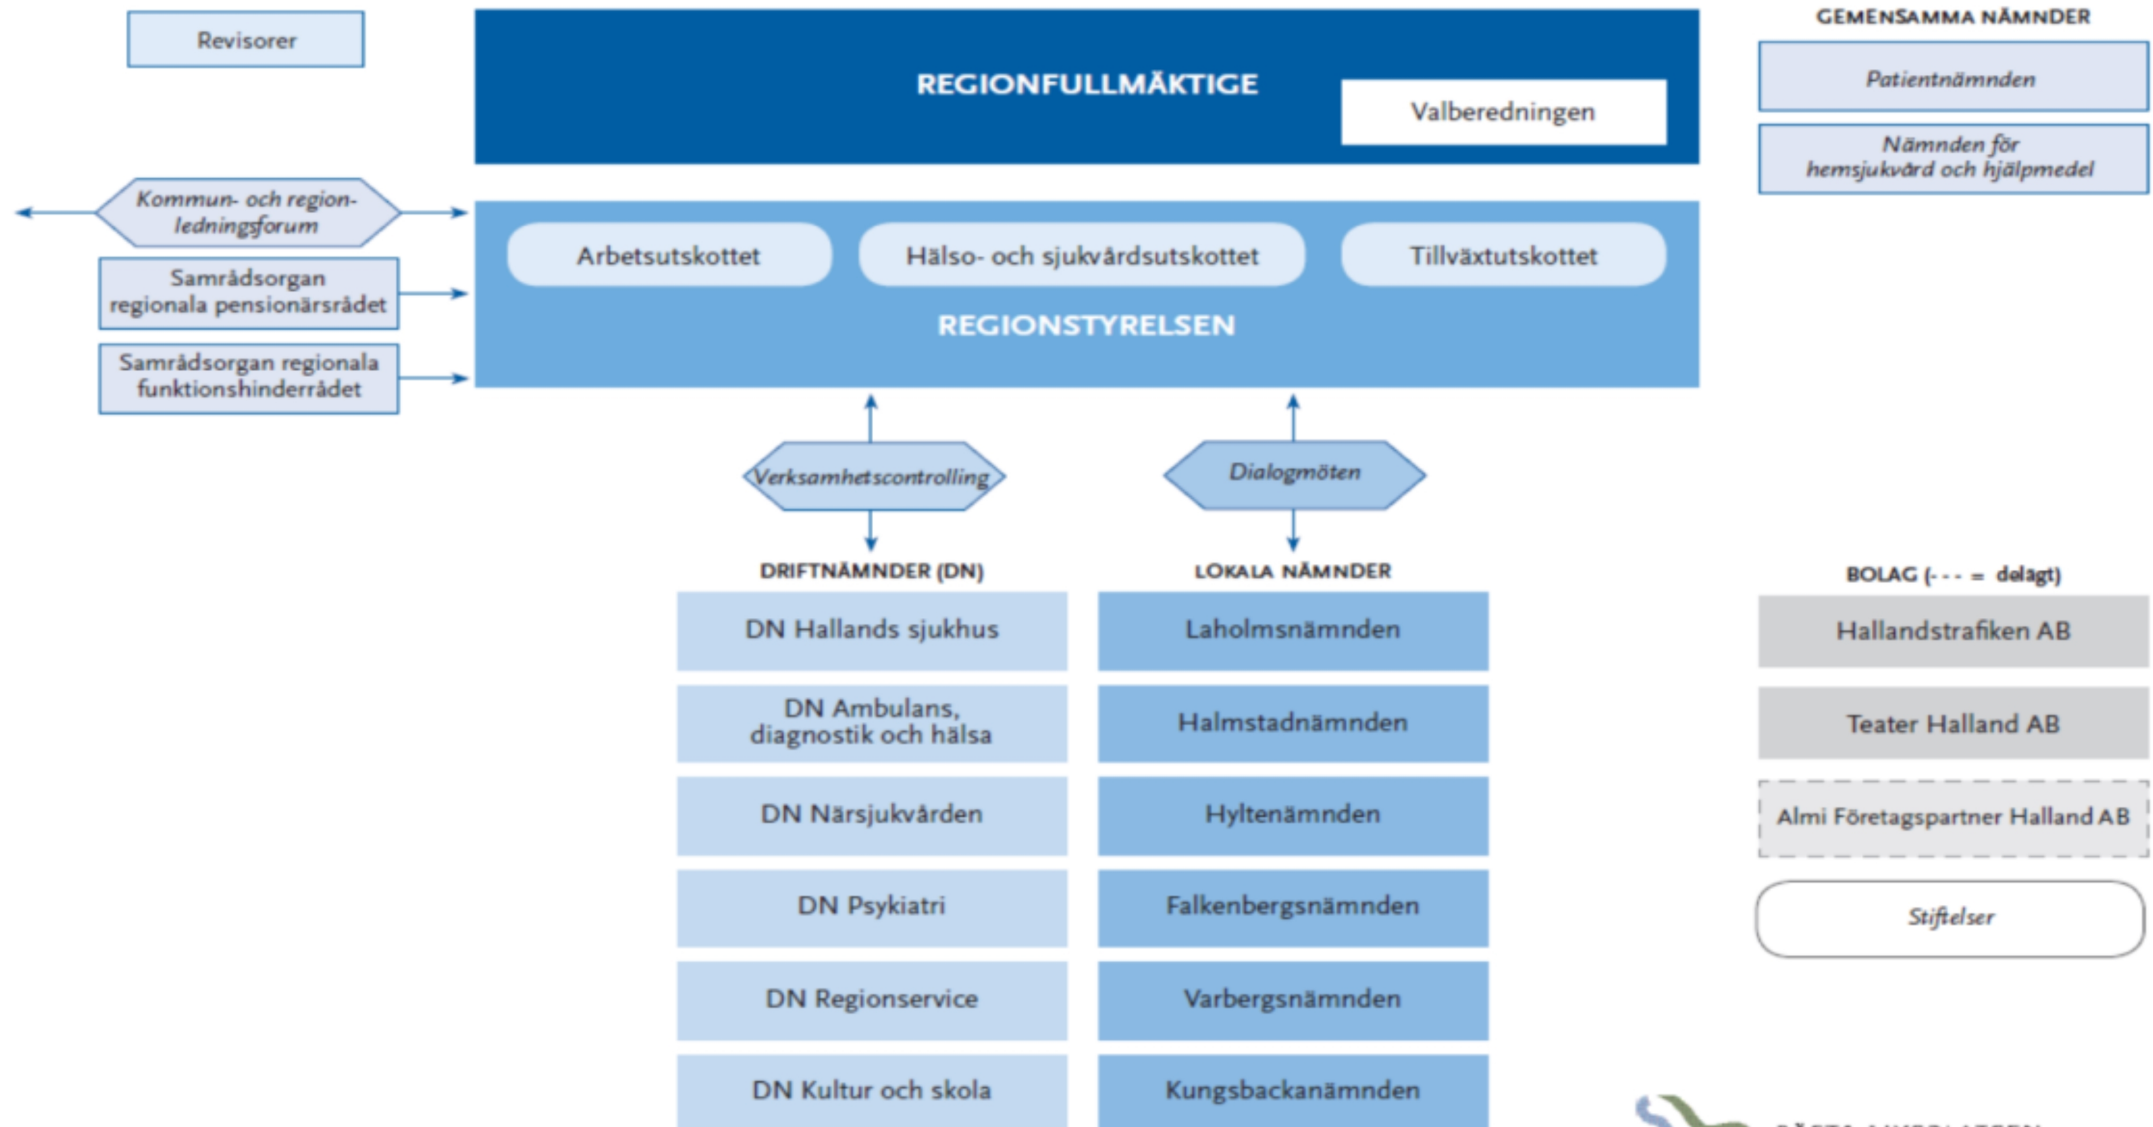 Revisorer
REGIONFULLMÄKTIGE
Valberedningen
GEMENSAMMA NÄMNDER
Patientnämnden
Nämnden för
hemsjukvård och hjälpmedel
Kommun- och region-
ledningsforum
Samrådsorgan
regionala pensionärsrådet
Samrådsorgan regionala
funktionshinderrådet
Arbetsutskottet
Hälso- och sjukvårdsutskottet
Tillväxtutskottet
REGIONSTYRELSEN
Verksamhetscontrolling
Dialogmöten
DRIFTNÄMNDER (DN)
DN Hallands sjukhus
DN Ambulans,
diagnostik och hälsa
DN Närsjukvården
DN Psykiatri
DN Regionservice
DN Kultur och skola
LOKALA NÄMNDER
Laholmsnämnden
Halmstadnämnden
Hyltenämnden
Falkenbergsnämnden
Varbergsnämnden
Kungsbackanämnden
BOLAG (- - - = delägt)
Hallandstrafiken AB
Teater Halland AB
Almi Företagspartner Halland AB
Stiftelser